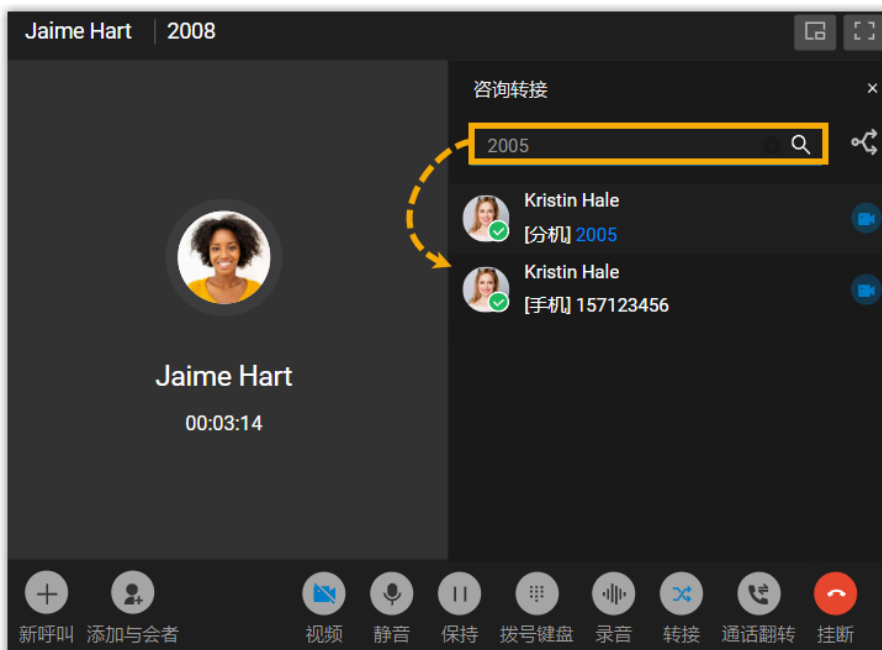 Jaime Hart 2008
咨询转接
2005
Kristin Hale
[分机] 2005
Kristin Hale
[手机] 157123456
Jaime Hart
00:03:14
新呼叫 添加与会者 视频 静音 保持 拨号键盘 录音 转接 通话翻转 挂断